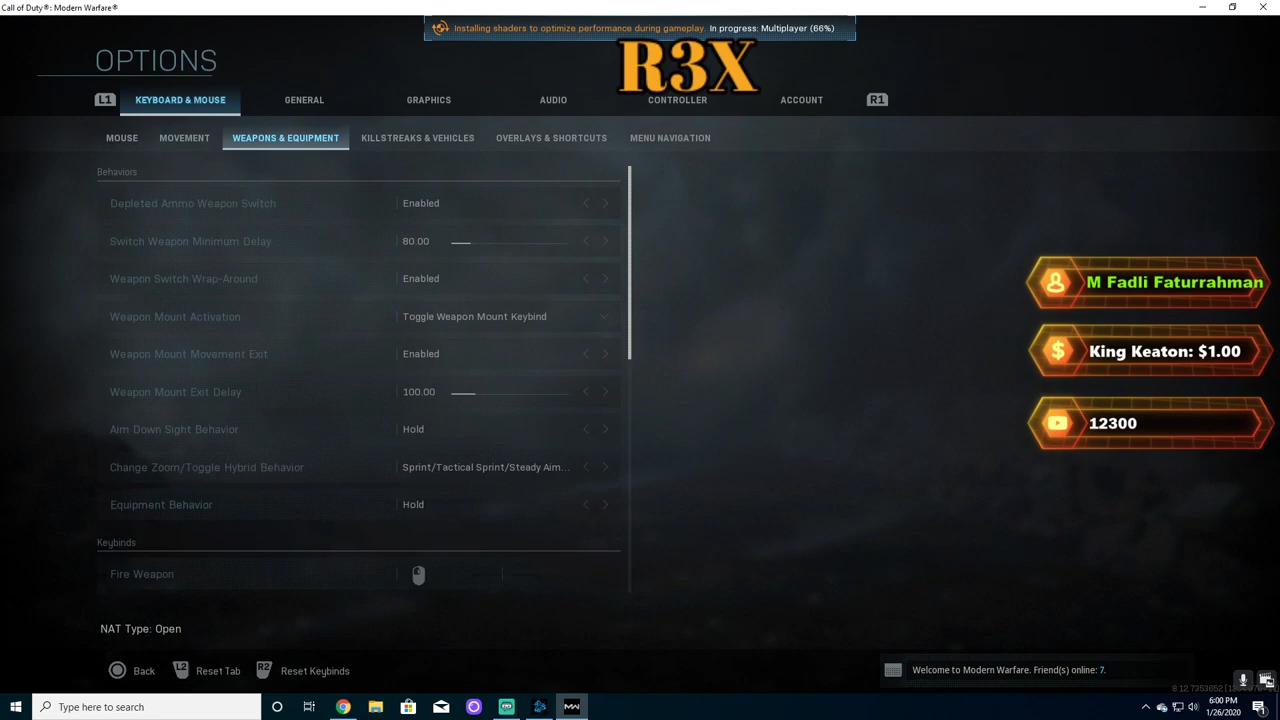 Call of Duty®: Modern Warfare®
Installing shaders to optimize performance during gameplay. In progress: Multiplayer (66%)
OPTIONS
R3X
L1 KEYBOARD & MOUSE GENERAL GRAPHICS AUDIO CONTROLLER ACCOUNT R1
MOUSE MOVEMENT WEAPONS & EQUIPMENT KILLSTREAKS & VEHICLES OVERLAYS & SHORTCUTS MENU NAVIGATION
Behaviors
Depleted Ammo Weapon Switch Enabled
Switch Weapon Minimum Delay 80.00
Weapon Switch Wrap-Around Enabled
Weapon Mount Activation Toggle Weapon Mount Keybind
Weapon Mount Movement Exit Enabled
Weapon Mount Exit Delay 100.00
Aim Down Sight Behavior Hold
Change Zoom/Toggle Hybrid Behavior Sprint/Tactical Sprint/Steady Aim...
Equipment Behavior Hold
Keybinds
Fire Weapon
M Fadli Faturrahman
$ King Keaton: $1.00
12300
NAT Type: Open
Back L2 Reset Tab R2 Reset Keybinds
Welcome to Modern Warfare. Friend(s) online: 7.
Type here to search
6:00 PM
1/26/2020